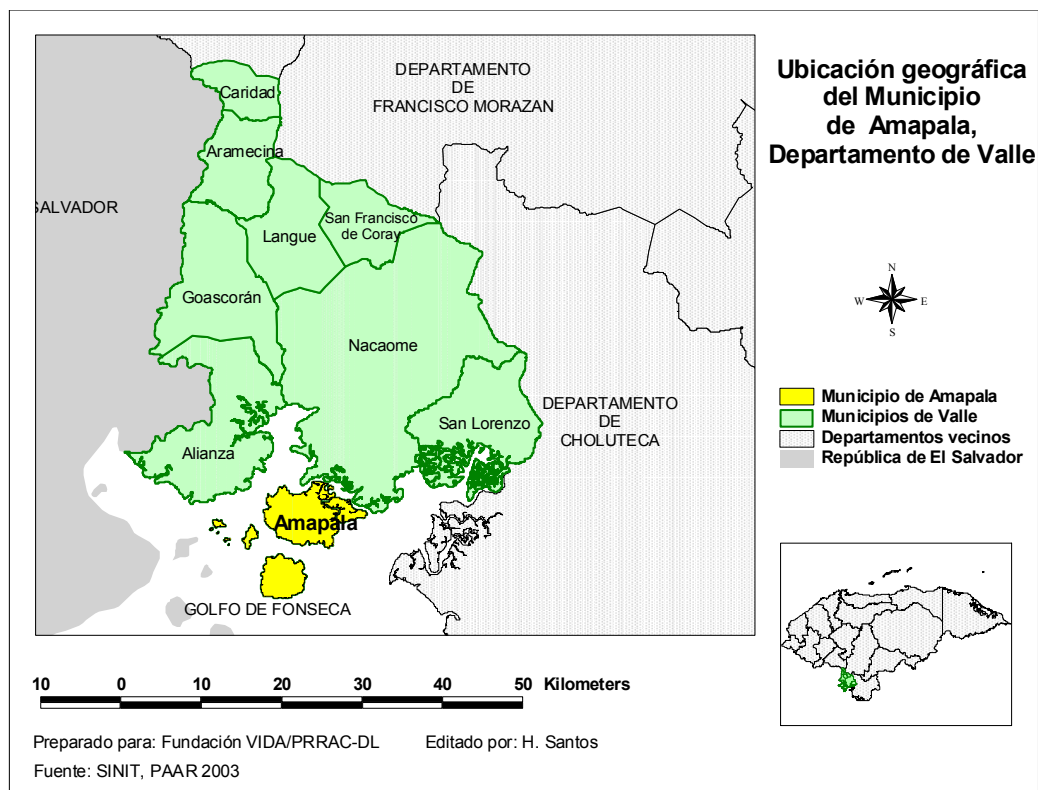 Ubicación geográfica
del Municipio
de Amapala,
Departamento de Valle
DEPARTAMENTO
DE
FRANCISCO MORAZAN
Caridad
Aramecina
SALVADOR
San Francisco
de Coray
Langue
Goascorán
Nacaome
DEPARTAMENTO
DE
CHOLUTECA
San Lorenzo
Alianza
Amapala
GOLFO DE FONSECA
N
W E
S
Municipio de Amapala
Municipios de Valle
Departamentos vecinos
República de El Salvador
10 0 10 20 30 40 50 Kilometers
Preparado para: Fundación VIDA/PRRAC-DL Editado por: H. Santos
Fuente: SINIT, PAAR 2003